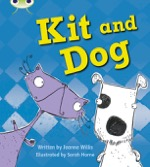 Kit and
Dog
Written by Jeanne Willis
Illustrated by Sarah Horne